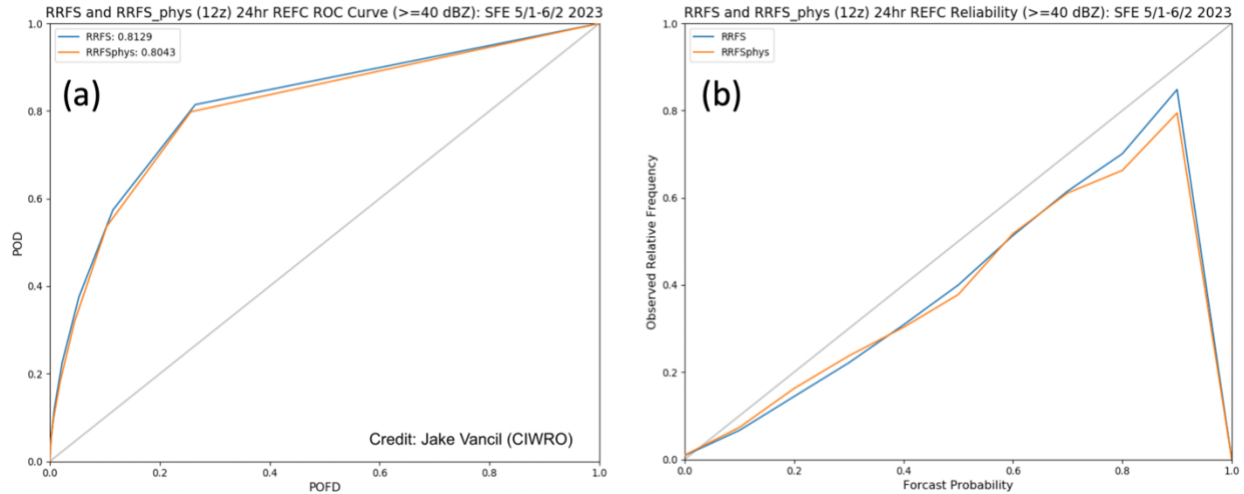 RRFS and RRFS_phys (12z) 24hr REFC ROC Curve (>=40 dBZ): SFE 5/1-6/2 2023
RRFS: 0.8129
RRFSphys: 0.8043
(a)
1.0
0.8
0.6
0.4
0.2
0.0
POD
Credit: Jake Vancil (CIWRO)
0.0 0.2 0.4 0.6 0.8 1.0
POFD
RRFS and RRFS_phys (12z) 24hr REFC Reliability (>=40 dBZ): SFE 5/1-6/2 2023
RRFS
RRFSphys
(b)
1.0
0.8
0.6
0.4
0.2
0.0
Observed Relative Frequency
0.0 0.2 0.4 0.6 0.8 1.0
Forcast Probability